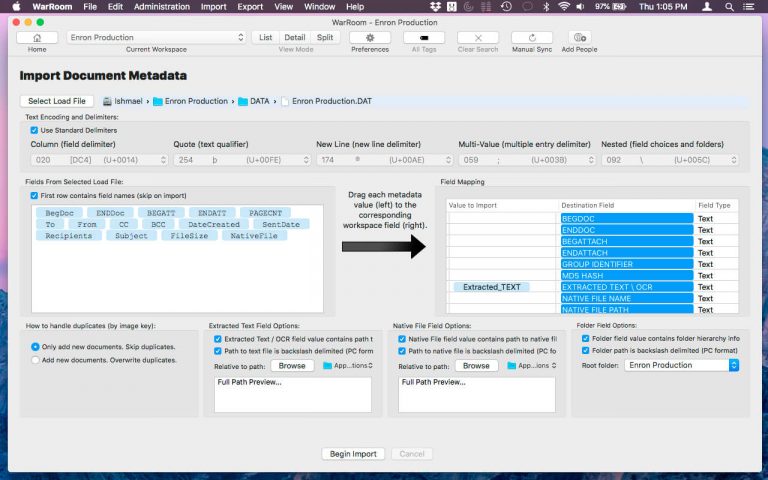 WarRoom File Edit Administration Import Export View Window Help 97% Thu 1:05 PM
WarRoom - Enron Production
Enron Production List Detail Split
Home Current Workspace View Mode Preferences All Tags Clear Search Manual Sync Add People
Import Document Metadata
Select Load File Ishmael › Enron Production › DATA › Enron Production.DAT
Text Encoding and Delimiters:
Use Standard Delimiters
Column (field delimiter) Quote (text qualifier) New Line (new line delimiter) Multi-Value (multiple entry delimiter) Nested (field choices and folders)
020 [DC4] (U+0014) 254 þ (U+00FE) 174 ® (U+00AE) 059 ; (U+003B) 092 \ (U+005C)
Fields From Selected Load File: Field Mapping
First row contains field names (skip on import)
BegDoc ENDDoc BEGATT ENDATT PAGECNT
To From CC BCC DateCreated SentDate
Recipients Subject FileSize NativeFile
Drag each metadata
value (left) to the
corresponding
workspace field (right).
Value to Import Destination Field Field Type
BEGDOC Text
ENDDOC Text
BEGATTACH Text
ENDATTACH Text
GROUP IDENTIFIER Text
MD5 HASH Text
Extracted_TEXT EXTRACTED TEXT \ OCR Text
NATIVE FILE NAME Text
NATIVE FILE PATH Text
How to handle duplicates (by image key): Extracted Text Field Options: Native File Field Options: Folder Field Options:
Only add new documents. Skip duplicates.
Add new documents. Overwrite duplicates.
Extracted Text / OCR field value contains path t
Path to text file is backslash delimited (PC form
Relative to path: Browse App...ions
Full Path Preview...
Native File field value contains path to native fil
Path to native file is backslash delimited (PC fo
Relative to path: Browse App...ions
Full Path Preview...
Folder field value contains folder hierarchy info
Folder path is backslash delimited (PC format)
Root folder: Enron Production
Begin Import Cancel